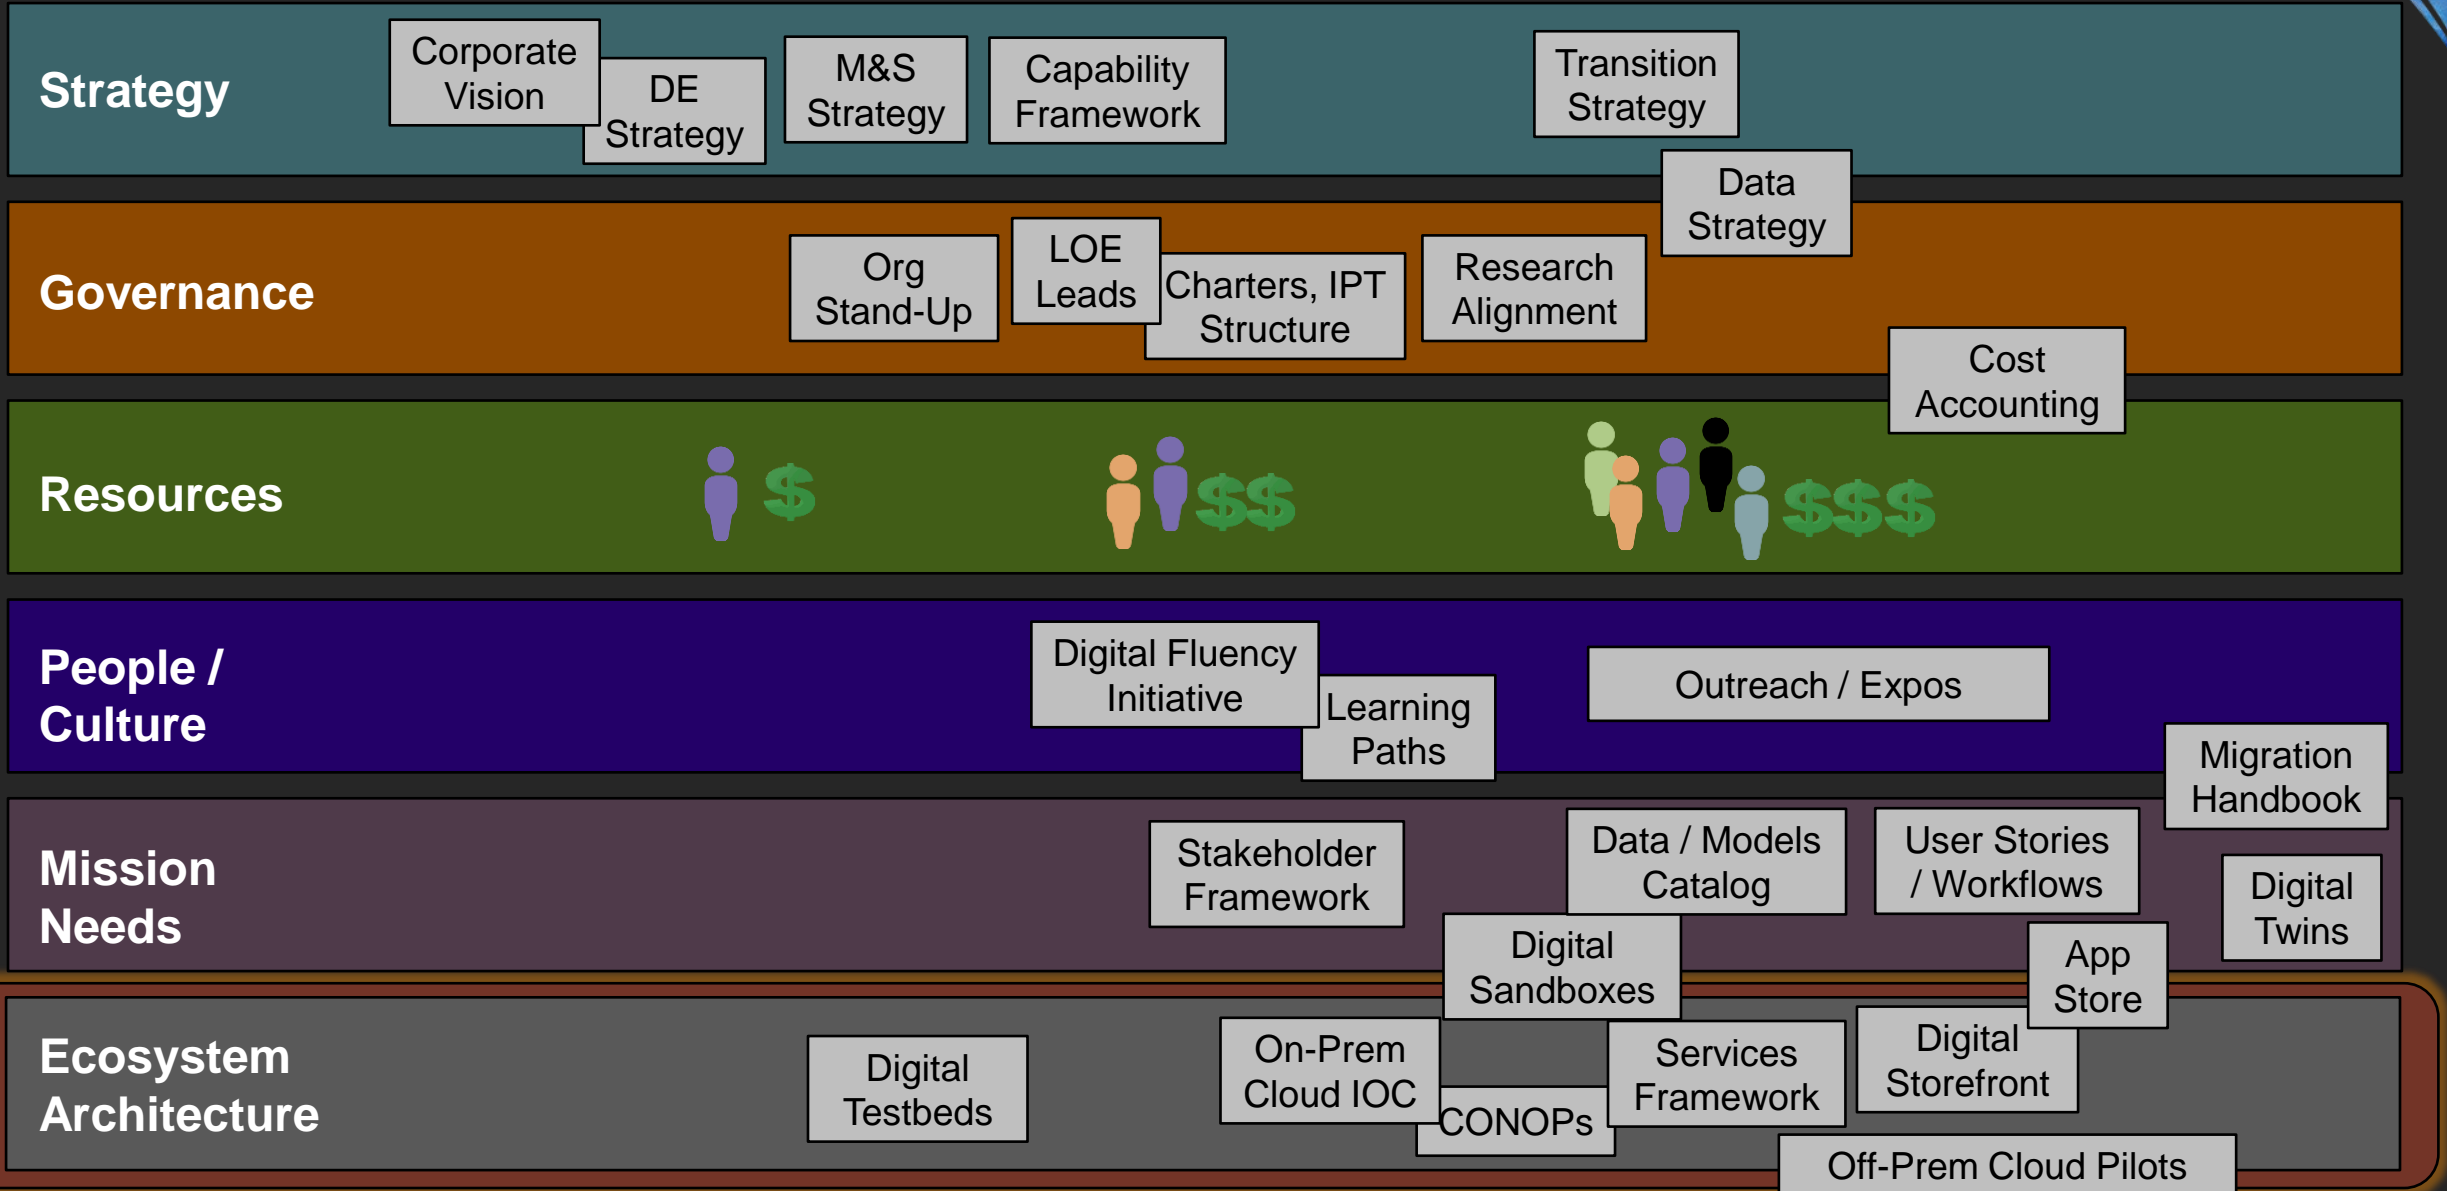 Strategy
Corporate
Vision
DE
Strategy
M&S
Strategy
Capability
Framework
Transition
Strategy
Data
Strategy
Governance
Org
Stand-Up
LOE
Leads
Charters, IPT
Structure
Research
Alignment
Cost
Accounting
Resources
$
$$
$$$
People /
Culture
Digital Fluency
Initiative
Learning
Paths
Outreach / Expos
Migration
Handbook
Mission
Needs
Stakeholder
Framework
Data / Models
Catalog
User Stories
/ Workflows
Digital
Twins
Digital
Sandboxes
App
Store
Ecosystem
Architecture
Digital
Testbeds
On-Prem
Cloud IOC
CONOPs
Services
Framework
Digital
Storefront
Off-Prem Cloud Pilots